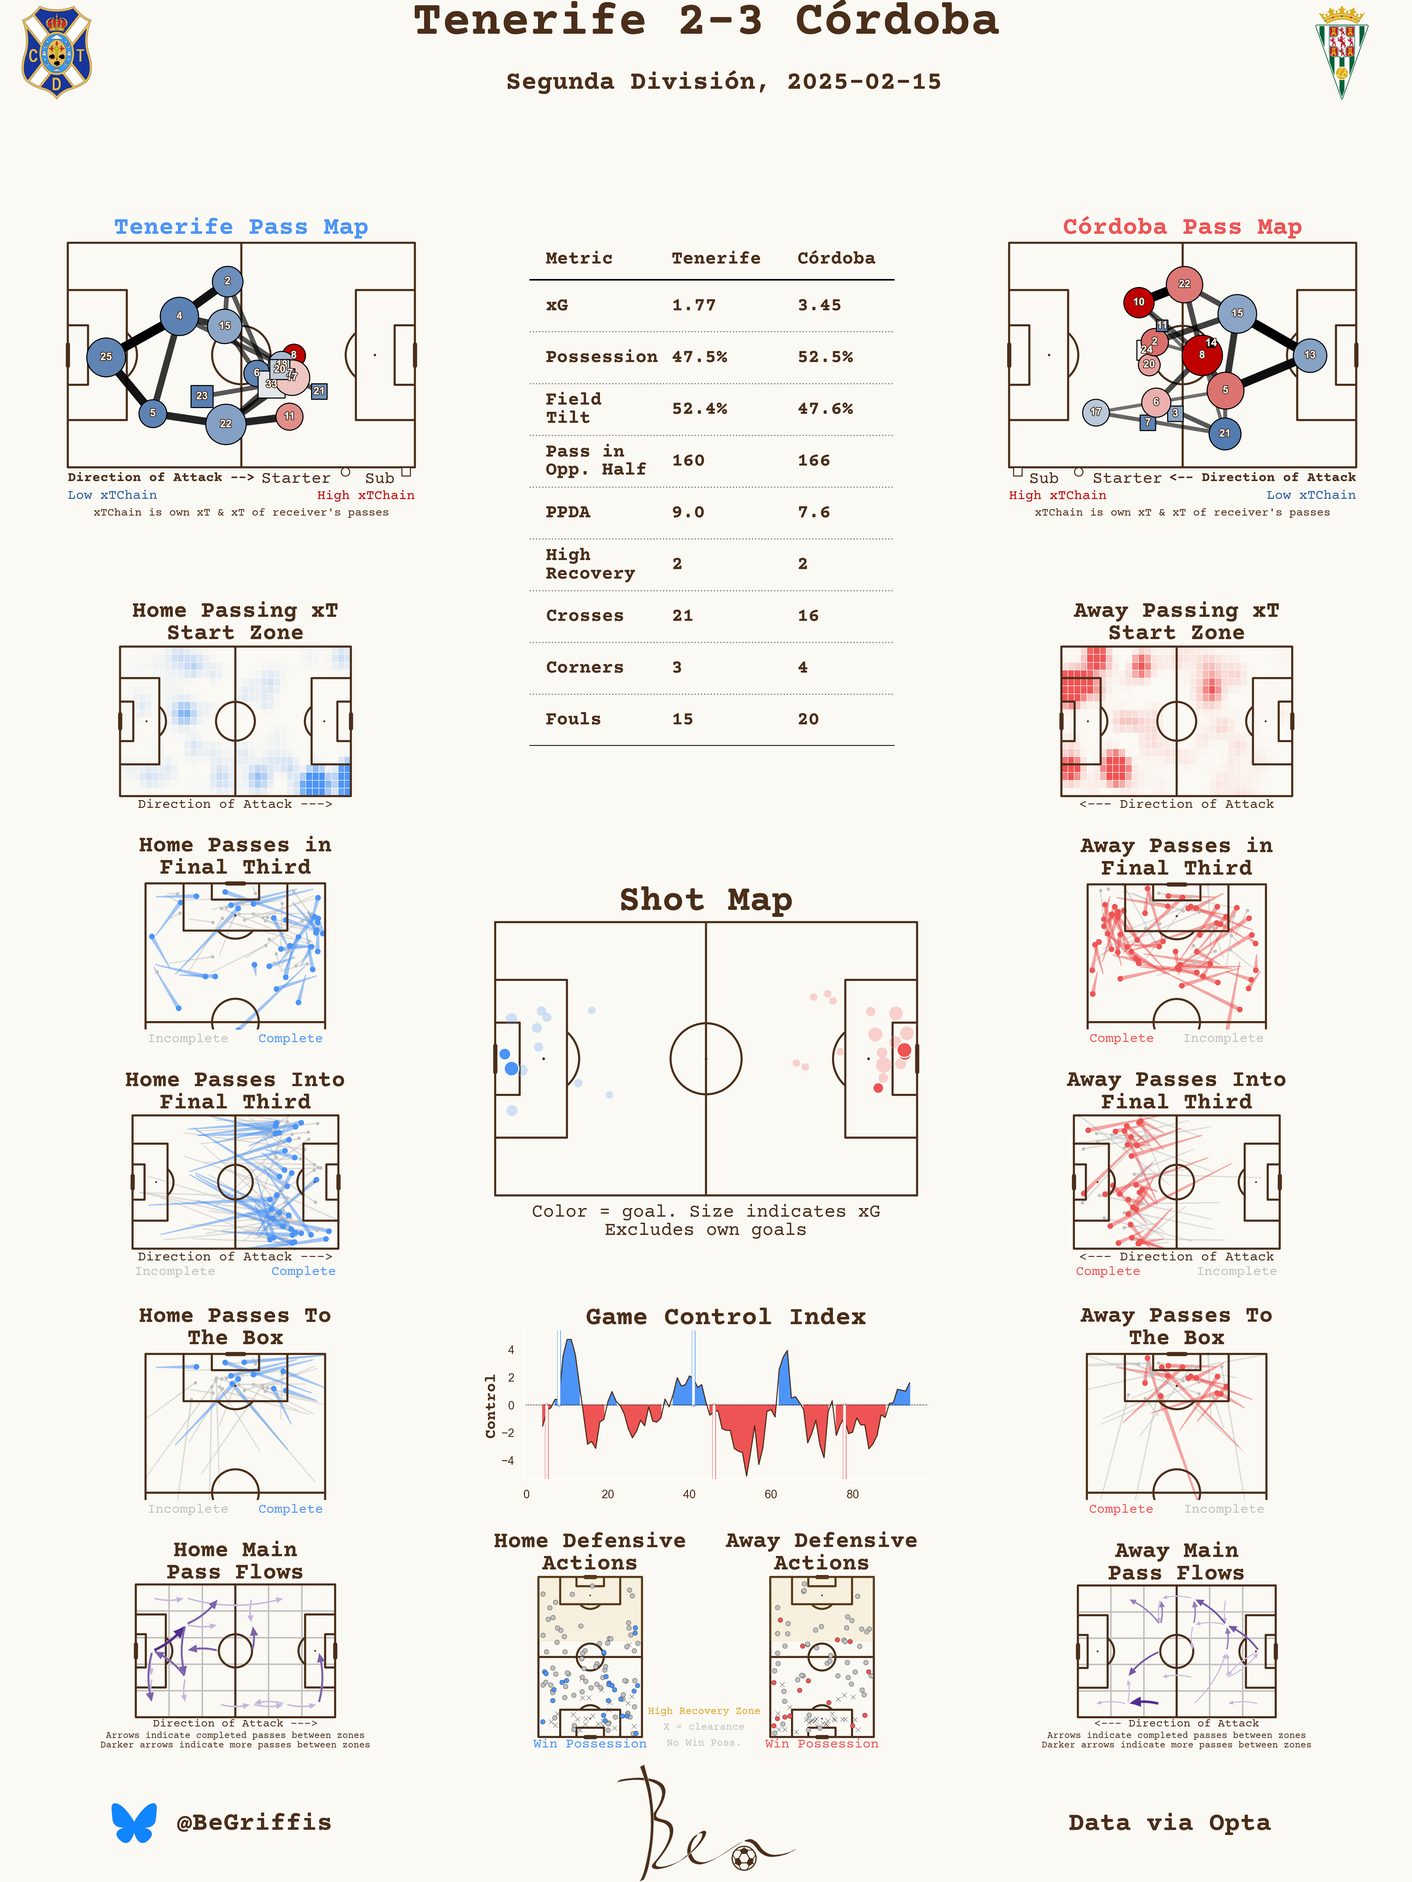 Tenerife 2-3 Córdoba
Segunda División, 2025-02-15
C T
D
Tenerife Pass Map
2
4
15
25
8
18
20
7
17
6
33
23
21
5
22
11
Direction of Attack --> Starter Sub
Low xTChain High xTChain
xTChain is own xT & xT of receiver's passes
Metric Tenerife Córdoba
xG 1.77 3.45
Possession 47.5% 52.5%
Field
Tilt 52.4% 47.6%
Pass in
Opp. Half 160 166
PPDA 9.0 7.6
High
Recovery 2 2
Crosses 21 16
Corners 3 4
Fouls 15 20
Córdoba Pass Map
22
10
15
11
2
14
24
8
13
20
5
6
17
3
7
21
Sub Starter <-- Direction of Attack
High xTChain Low xTChain
xTChain is own xT & xT of receiver's passes
Home Passing xT
Start Zone
Direction of Attack --->
Away Passing xT
Start Zone
<--- Direction of Attack
Home Passes in
Final Third
Incomplete Complete
Away Passes in
Final Third
Complete Incomplete
Shot Map
Color = goal. Size indicates xG
Excludes own goals
Home Passes Into
Final Third
Direction of Attack --->
Incomplete Complete
Away Passes Into
Final Third
<--- Direction of Attack
Complete Incomplete
Home Passes To
The Box
Incomplete Complete
Game Control Index
Control
4
2
0
−2
−4
0 20 40 60 80
Away Passes To
The Box
Complete Incomplete
Home Main
Pass Flows
Direction of Attack --->
Arrows indicate completed passes between zones
Darker arrows indicate more passes between zones
Home Defensive
Actions
Win Possession
Away Defensive
Actions
Win Possession
High Recovery Zone
X = clearance
No Win Poss.
Away Main
Pass Flows
<--- Direction of Attack
Arrows indicate completed passes between zones
Darker arrows indicate more passes between zones
@BeGriffis
Ben
Data via Opta